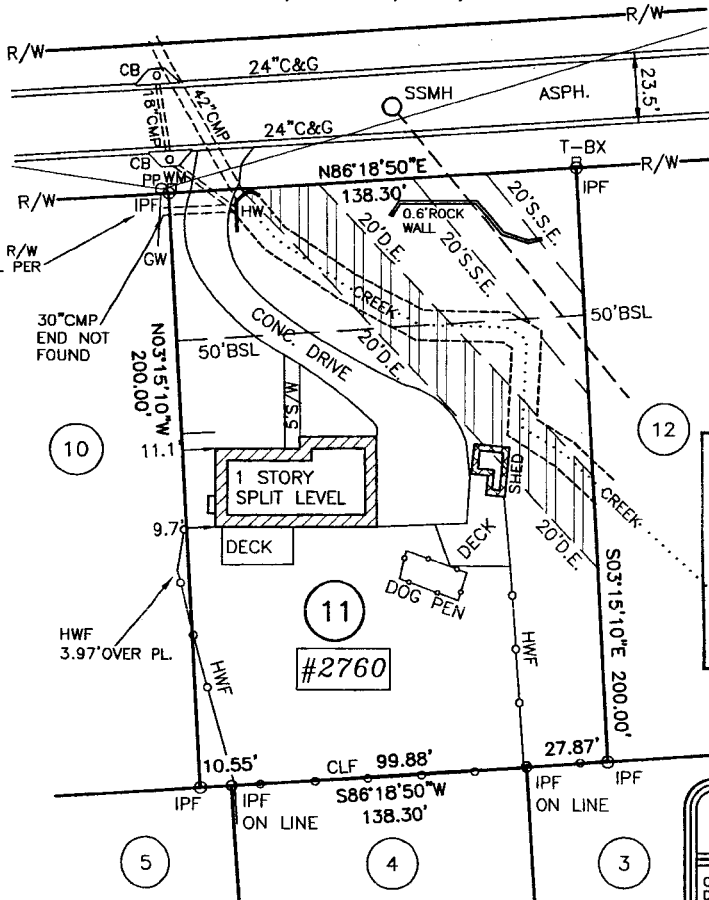 R/W
R/W
CB
24"C&G
42"CMP
18"CMP
SSMH
ASPH.
23.5'
24"C&G
CB
T-BX
PP WM
N86°18'50"E
R/W
R/W
IPF
138.30'
IPF
HW
0.6'ROCK
WALL
20'D.E.
20'S.S.E.
20'S.S.E.
R/W
PER
GW
30"CMP
END NOT
FOUND
CREEK
50'BSL
50'BSL
CONC. DRIVE
20'D.E.
N03°15'10"W
200.00'
5'S/W
10
12
11.1'
1 STORY
SPLIT LEVEL
SHED
CREEK
9.7'
DECK
DECK
20'D.E.
DOG PEN
11
S03°15'10"E 200.00'
HWF
3.97'OVER PL.
#2760
HWF
HWF
10.55'
CLF
99.88'
27.87'
S86°18'50"W
138.30'
IPF
IPF
ON LINE
IPF
ON LINE
IPF
5
4
3